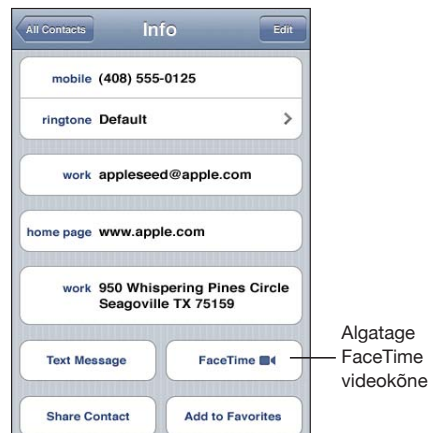 All Contacts Info Edit
mobile (408) 555-0125
ringtone Default
work appleseed@apple.com
home page www.apple.com
work 950 Whispering Pines Circle
Seagoville TX 75159
Text Message FaceTime
Share Contact Add to Favorites
Algatage
FaceTime
videokõne